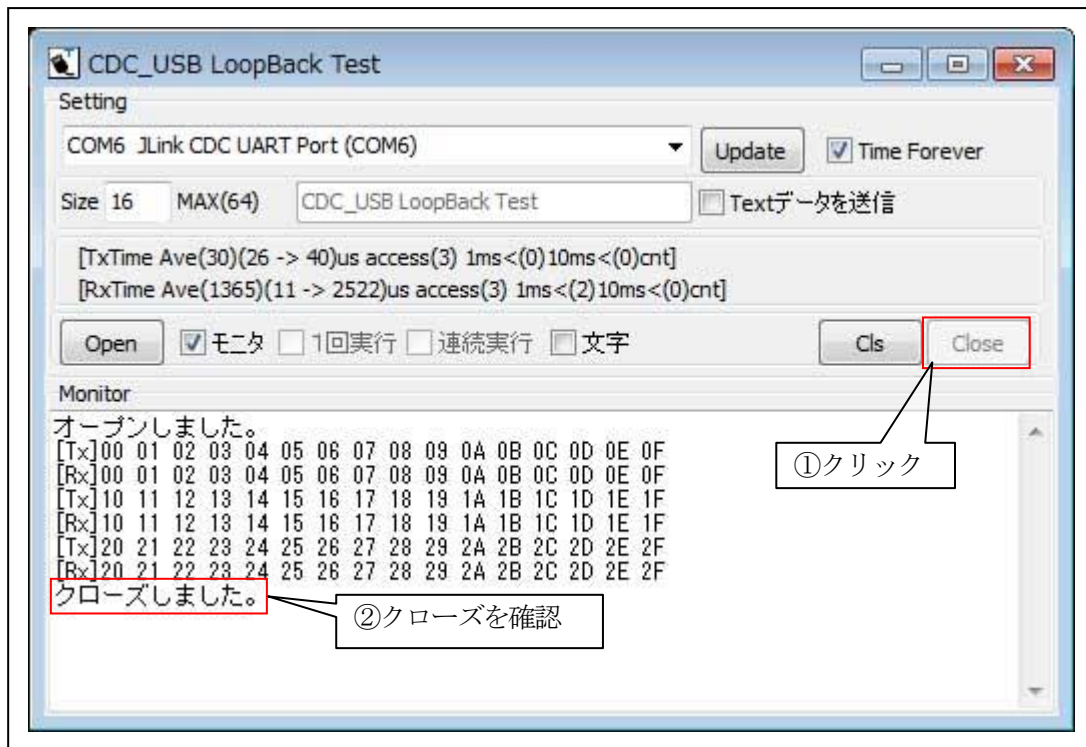 CDC_USB LoopBack Test
Setting
COM6 JLink CDC UART Port (COM6)
Update
Time Forever
Size 16 MAX(64) CDC_USB LoopBack Test
Textデータを送信
[TxTime Ave(30)(26 -> 40)us access(3) 1ms<(0)10ms<(0)cnt]
[RxTime Ave(1365)(11 -> 2522)us access(3) 1ms<(2)10ms<(0)cnt]
Open モニタ 1回実行 連続実行 文字 Cls Close
Monitor
オープンしました。
[Tx]00 01 02 03 04 05 06 07 08 09 0A 0B 0C 0D 0E 0F
[Rx]00 01 02 03 04 05 06 07 08 09 0A 0B 0C 0D 0E 0F
[Tx]10 11 12 13 14 15 16 17 18 19 1A 1B 1C 1D 1E 1F
[Rx]10 11 12 13 14 15 16 17 18 19 1A 1B 1C 1D 1E 1F
[Tx]20 21 22 23 24 25 26 27 28 29 2A 2B 2C 2D 2E 2F
[Rx]20 21 22 23 24 25 26 27 28 29 2A 2B 2C 2D 2E 2F
クローズしました。
①クリック
②クローズを確認